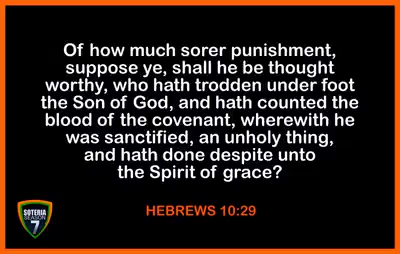 Of how much sorer punishment,
suppose ye, shall he be thought
worthy, who hath trodden under foot
the Son of God, and hath counted the
blood of the covenant, wherewith he
was sanctified, an unholy thing,
and hath done despite unto
the Spirit of grace?
HEBREWS 10:29
SOTERIA
SEASON
7